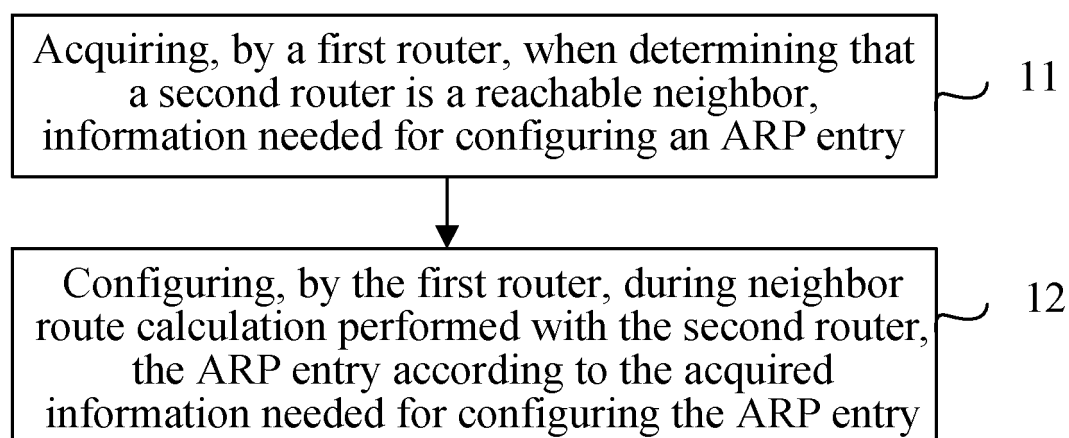 Acquiring, by a first router, when determining that
a second router is a reachable neighbor,
information needed for configuring an ARP entry
11
Configuring, by the first router, during neighbor
route calculation performed with the second router,
the ARP entry according to the acquired
information needed for configuring the ARP entry
12